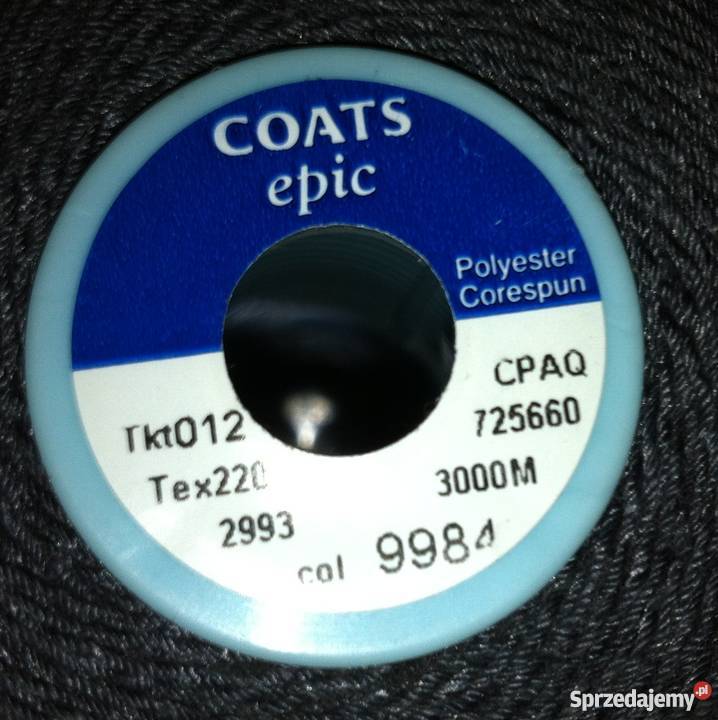 COATS
epic
Polyester
Corespun
CPAQ
Tkt012
725660
Tex220
3000M
2993
col 9984
Sprzedajemy.pl